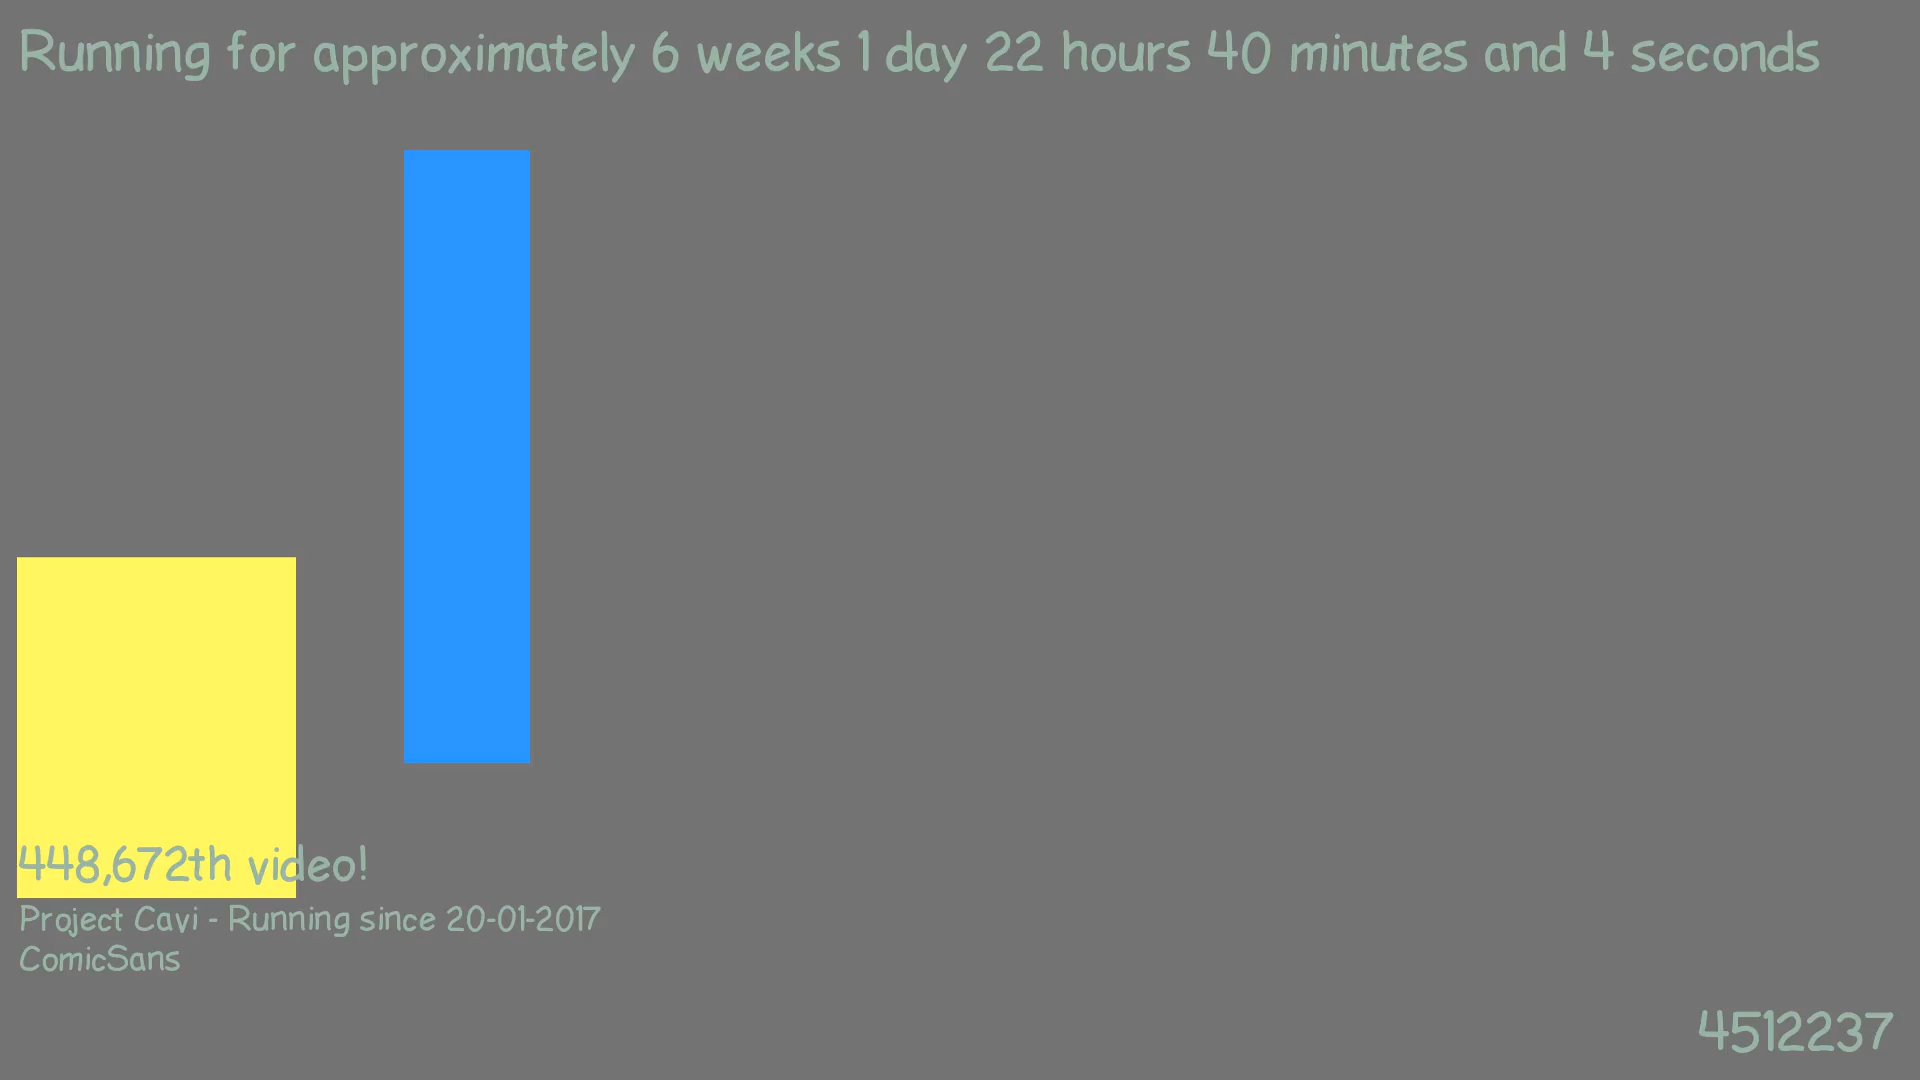 Running for approximately 6 weeks 1 day 22 hours 40 minutes and 4 seconds
448,672th video!
Project Cavi - Running since 20-01-2017
ComicSans
4512237